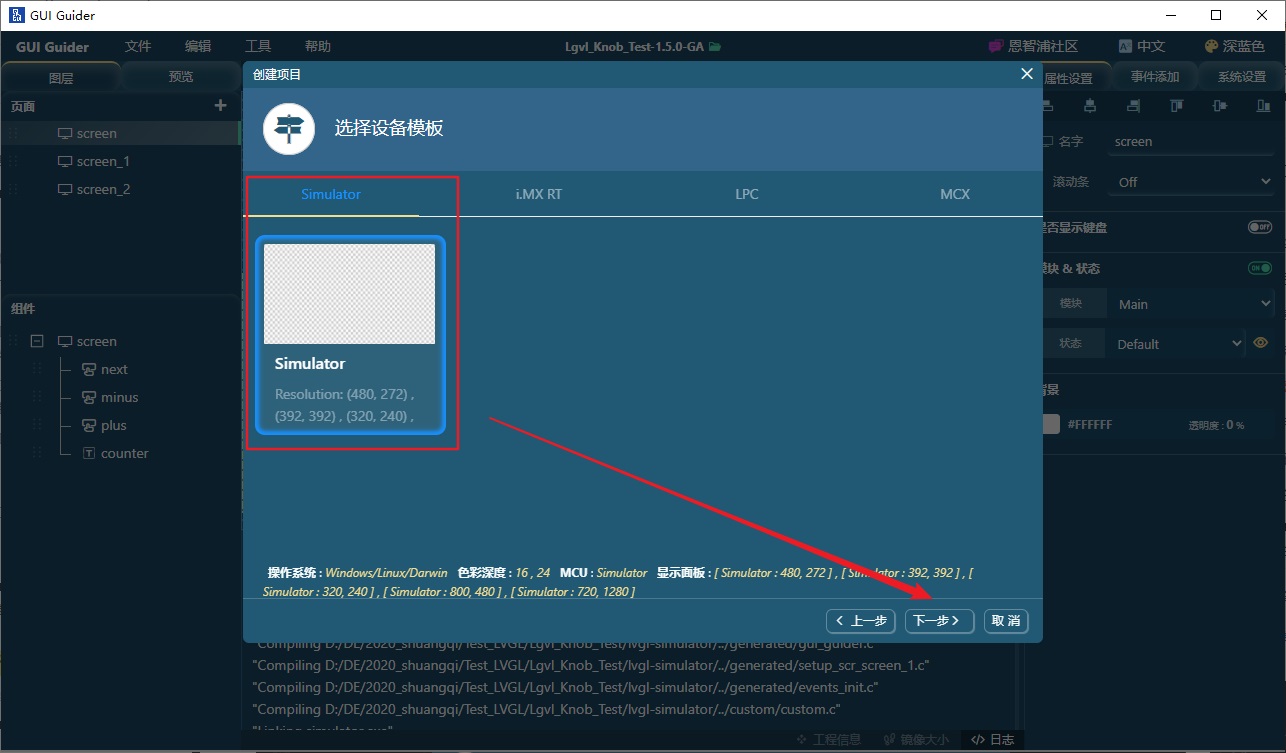 GUI Guider
GUI Guider 文件 编辑 工具 帮助 Lgvl_Knob_Test-1.5.0-GA 恩智浦社区 中文 深蓝色
图层 预览 属性设置 事件添加 系统设置
创建项目
页面
screen
screen_1
screen_2
选择设备模板
名字 screen
滚动条 Off
Simulator i.MX RT LPC MCX
是否显示键盘 OFF
模块 & 状态 ON
模块 Main
状态 Default
背景
#FFFFFF 透明度 : 0 %
组件
screen
next
minus
plus
counter
Simulator
Resolution: (480, 272) ,
(392, 392) , (320, 240) ,
操作系统 : Windows/Linux/Darwin 色彩深度 : 16 , 24 MCU : Simulator 显示面板 : [ Simulator : 480, 272 ] , [ Simulator : 392, 392 ] , [
Simulator : 320, 240 ] , [ Simulator : 800, 480 ] , [ Simulator : 720, 1280 ]
上一步 下一步 取 消
"Compiling D:/DE/2020_shuangqi/Test_LVGL/Lgvl_Knob_Test/lvgl-simulator/../generated/gui_guider.c"
"Compiling D:/DE/2020_shuangqi/Test_LVGL/Lgvl_Knob_Test/lvgl-simulator/../generated/setup_scr_screen_1.c"
"Compiling D:/DE/2020_shuangqi/Test_LVGL/Lgvl_Knob_Test/lvgl-simulator/../generated/events_init.c"
"Compiling D:/DE/2020_shuangqi/Test_LVGL/Lgvl_Knob_Test/lvgl-simulator/../custom/custom.c"
"Linking simulator.exe"
工程信息 镜像大小 日志